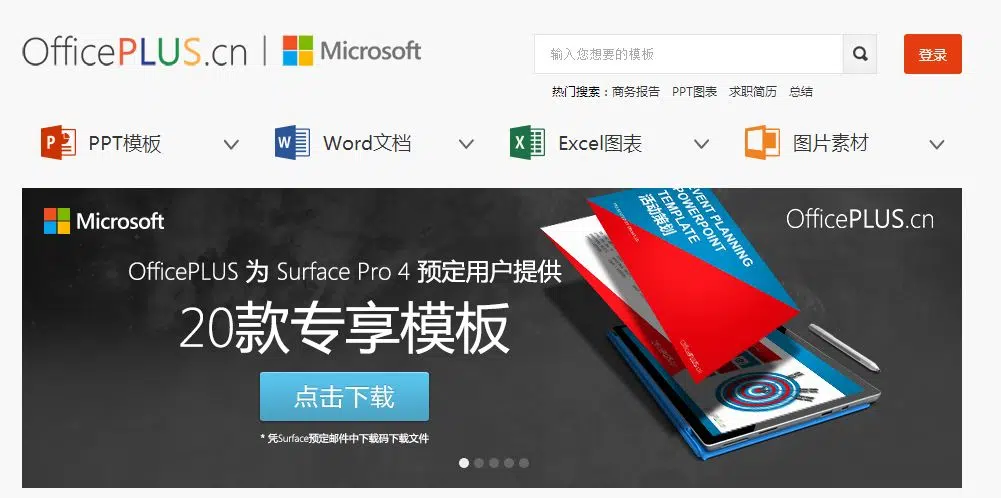 OfficePLUS.cn | Microsoft
输入您想要的模板
登录
热门搜索：商务报告 PPT图表 求职简历 总结
PPT模板
Word文档
Excel图表
图片素材
Microsoft
OfficePLUS.cn
EVENT PLANNING
POWERPOINT
TEMPLATE
活动策划
OfficePLUS 为 Surface Pro 4 预定用户提供
20款专享模板
点击下载
* 凭Surface预定邮件中下载码下载文件